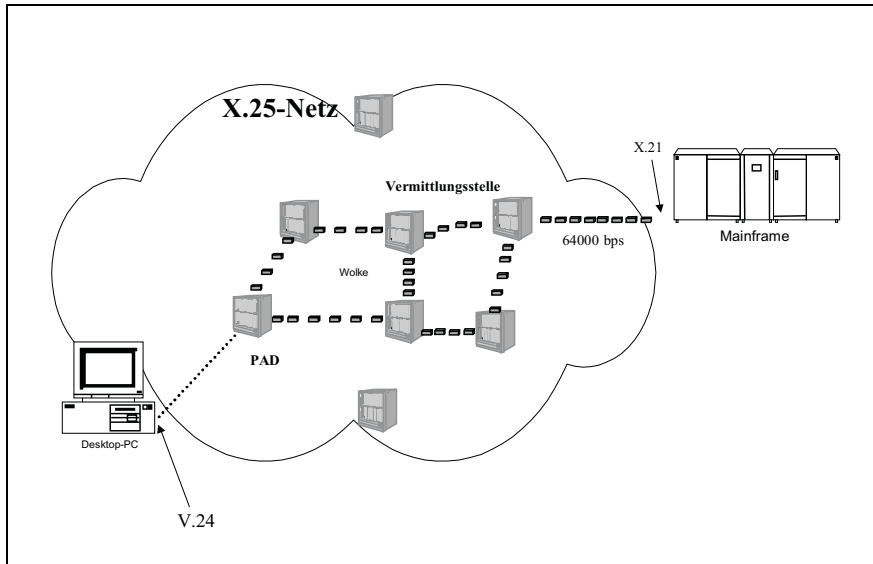 X.25-Netz
X.21
Vermittlungsstelle
64000 bps
Mainframe
Wolke
PAD
Desktop-PC
V.24